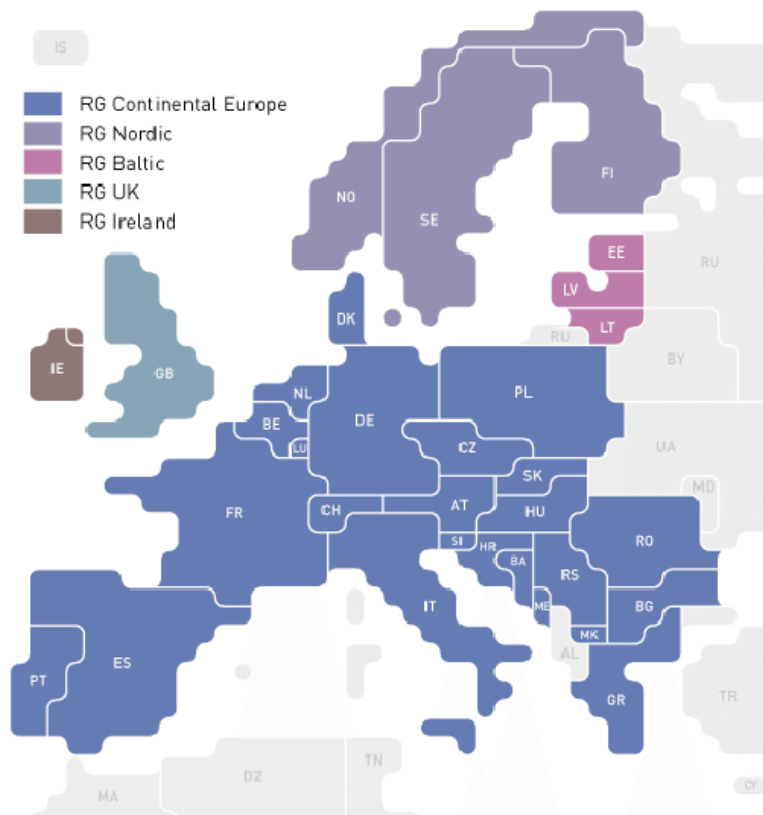 IS
RG Continental Europe
RG Nordic
RG Baltic
RG UK
RG Ireland
NO
SE
FI
EE
LV
LT
RU
RU
BY
DK
IE
GB
NL
BE
LU
DE
PL
CZ
SK
UA
MD
FR
CH
AT
HU
RO
SI
HR
BA
RS
IT
ME
BG
MK
AL
PT
ES
GR
TR
TN
DZ
MA
CY